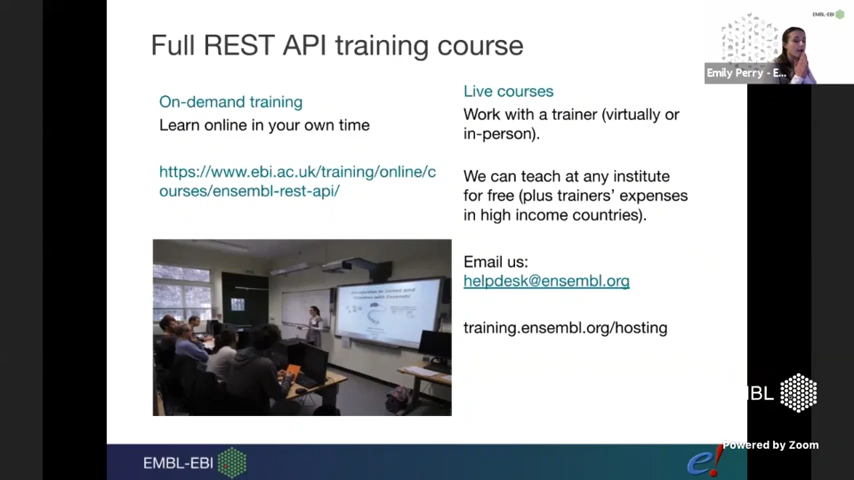 Full REST API training course
On-demand training
Learn online in your own time
https://www.ebi.ac.uk/training/online/c
ourses/ensembl-rest-api/
Live courses
Work with a trainer (virtually or
in-person).
We can teach at any institute
for free (plus trainers' expenses
in high income countries).
Email us:
helpdesk@ensembl.org
training.ensembl.org/hosting
EMBL-EBI
e!
EMBL-EBI
Emily Perry - E...
BL
Powered by Zoom